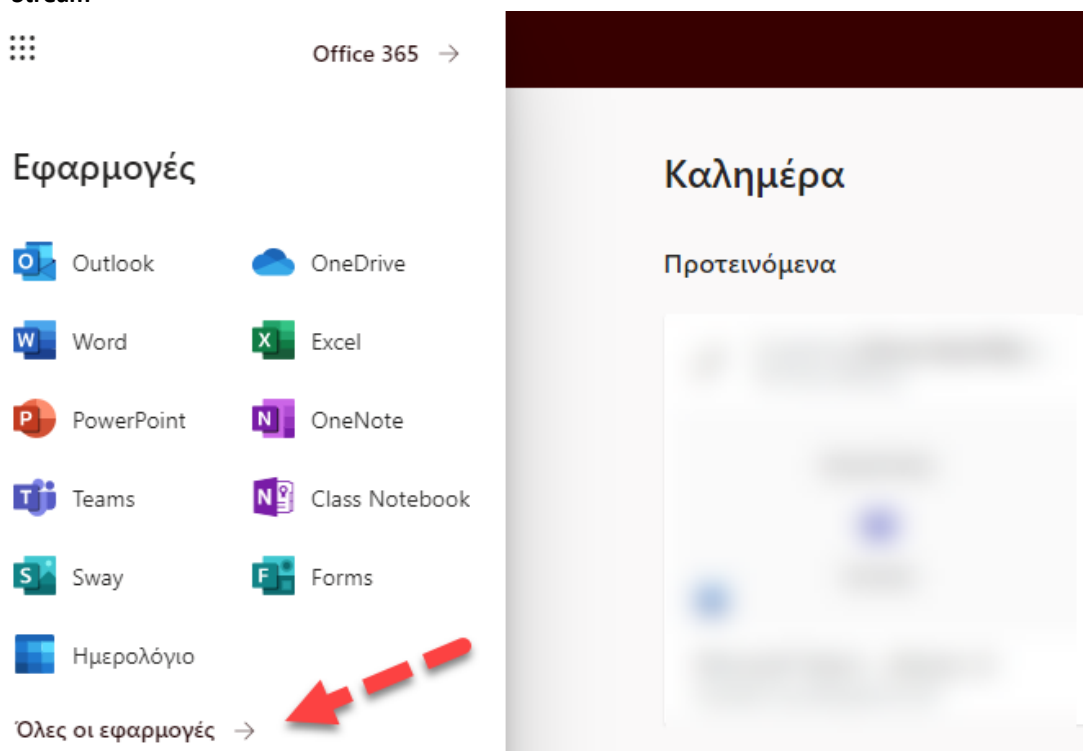 Stream
Office 365 →
Εφαρμογές
Outlook
OneDrive
Word
Excel
PowerPoint
OneNote
Teams
Class Notebook
Sway
Forms
Ημερολόγιο
Όλες οι εφαρμογές →
Καλημέρα
Προτεινόμενα